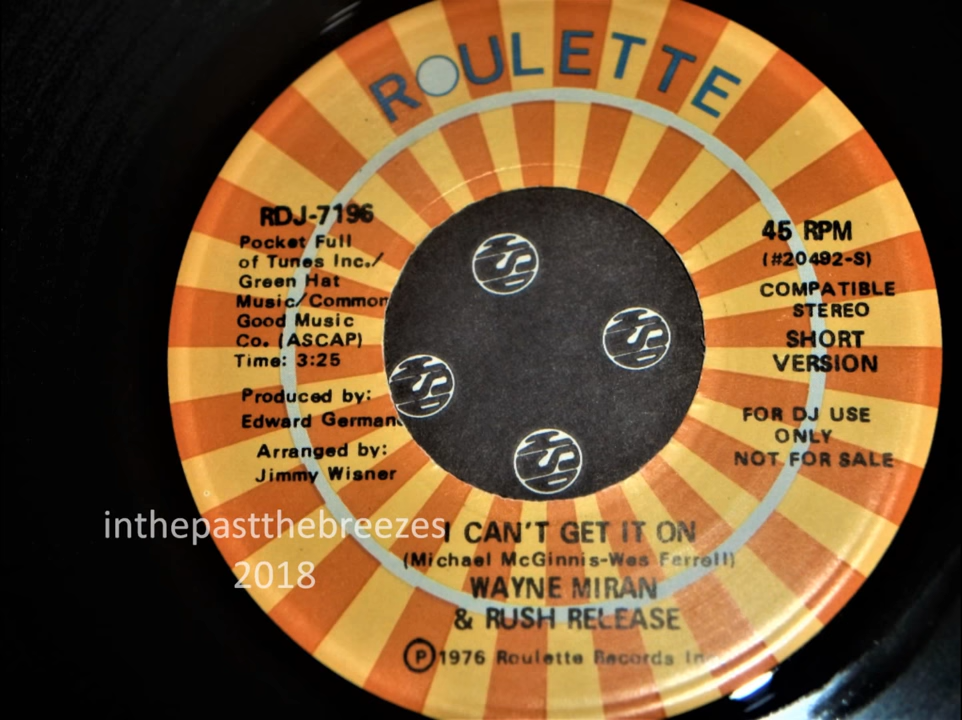 ROULETTE
RDJ-7196
Pocket Full
of Tunes Inc./
Green Hat
Music/Common
Good Music
Co. (ASCAP)
Time: 3:25
Produced by:
Edward German
Arranged by:
Jimmy Wisner
45 RPM
(#20492-S)
COMPATIBLE
STEREO
SHORT
VERSION
FOR DJ USE
ONLY
NOT FOR SALE
inthepastthebreezes
2018
I CAN'T GET IT ON
(Michael McGinnis-Wes Farrell)
WAYNE MIRAN
& RUSH RELEASE
Ⓟ1976 Roulette Records In